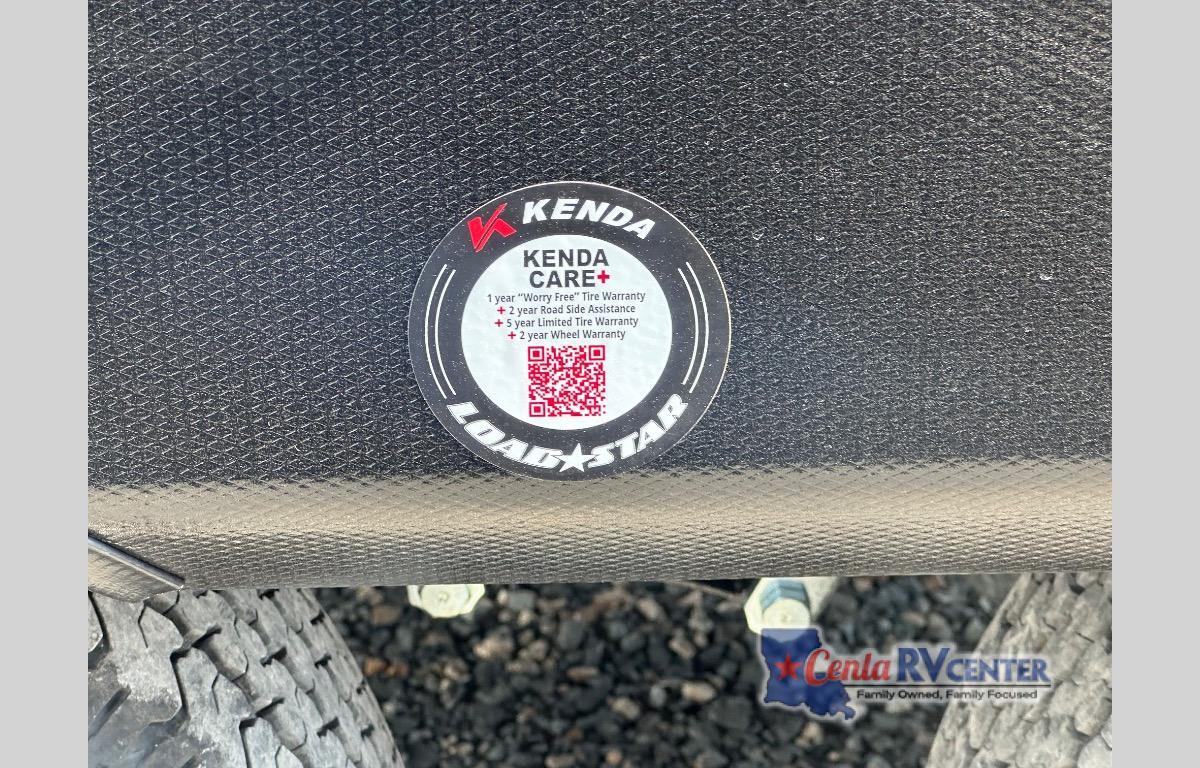 KENDA
KENDA
CARE+
1 year “Worry Free” Tire Warranty
+ 2 year Road Side Assistance
+ 5 year Limited Tire Warranty
+ 2 year Wheel Warranty
LOAD★STAR
Cenla RV CENTER
Family Owned, Family Focused